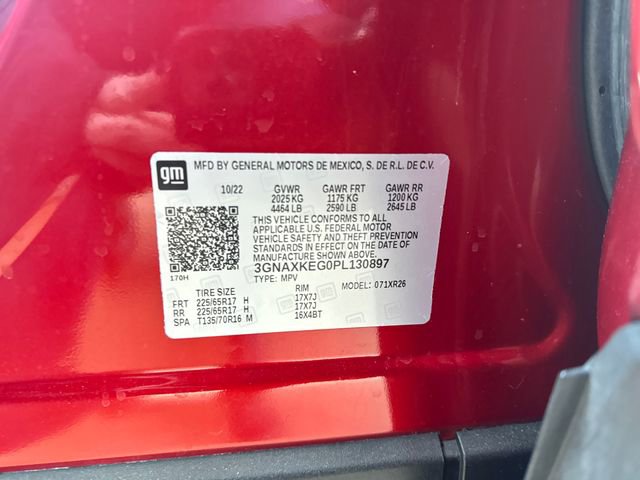 gm MFD BY GENERAL MOTORS DE MEXICO, S. DE R.L. DE C.V.
10/22 GVWR GAWR FRT GAWR RR
2025 KG 1175 KG 1200 KG
4464 LB 2590 LB 2645 LB
THIS VEHICLE CONFORMS TO ALL
APPLICABLE U.S. FEDERAL MOTOR
VEHICLE SAFETY AND THEFT PREVENTION
STANDARDS IN EFFECT ON THE DATE OF
MANUFACTURE SHOWN ABOVE.
3GNAXKEG0PL130897
170H TYPE: MPV MODEL: 071XR26
TIRE SIZE RIM
FRT 225/65R17 H 17X7J
RR 225/65R17 H 17X7J
SPA T135/70R16 M 16X4BT